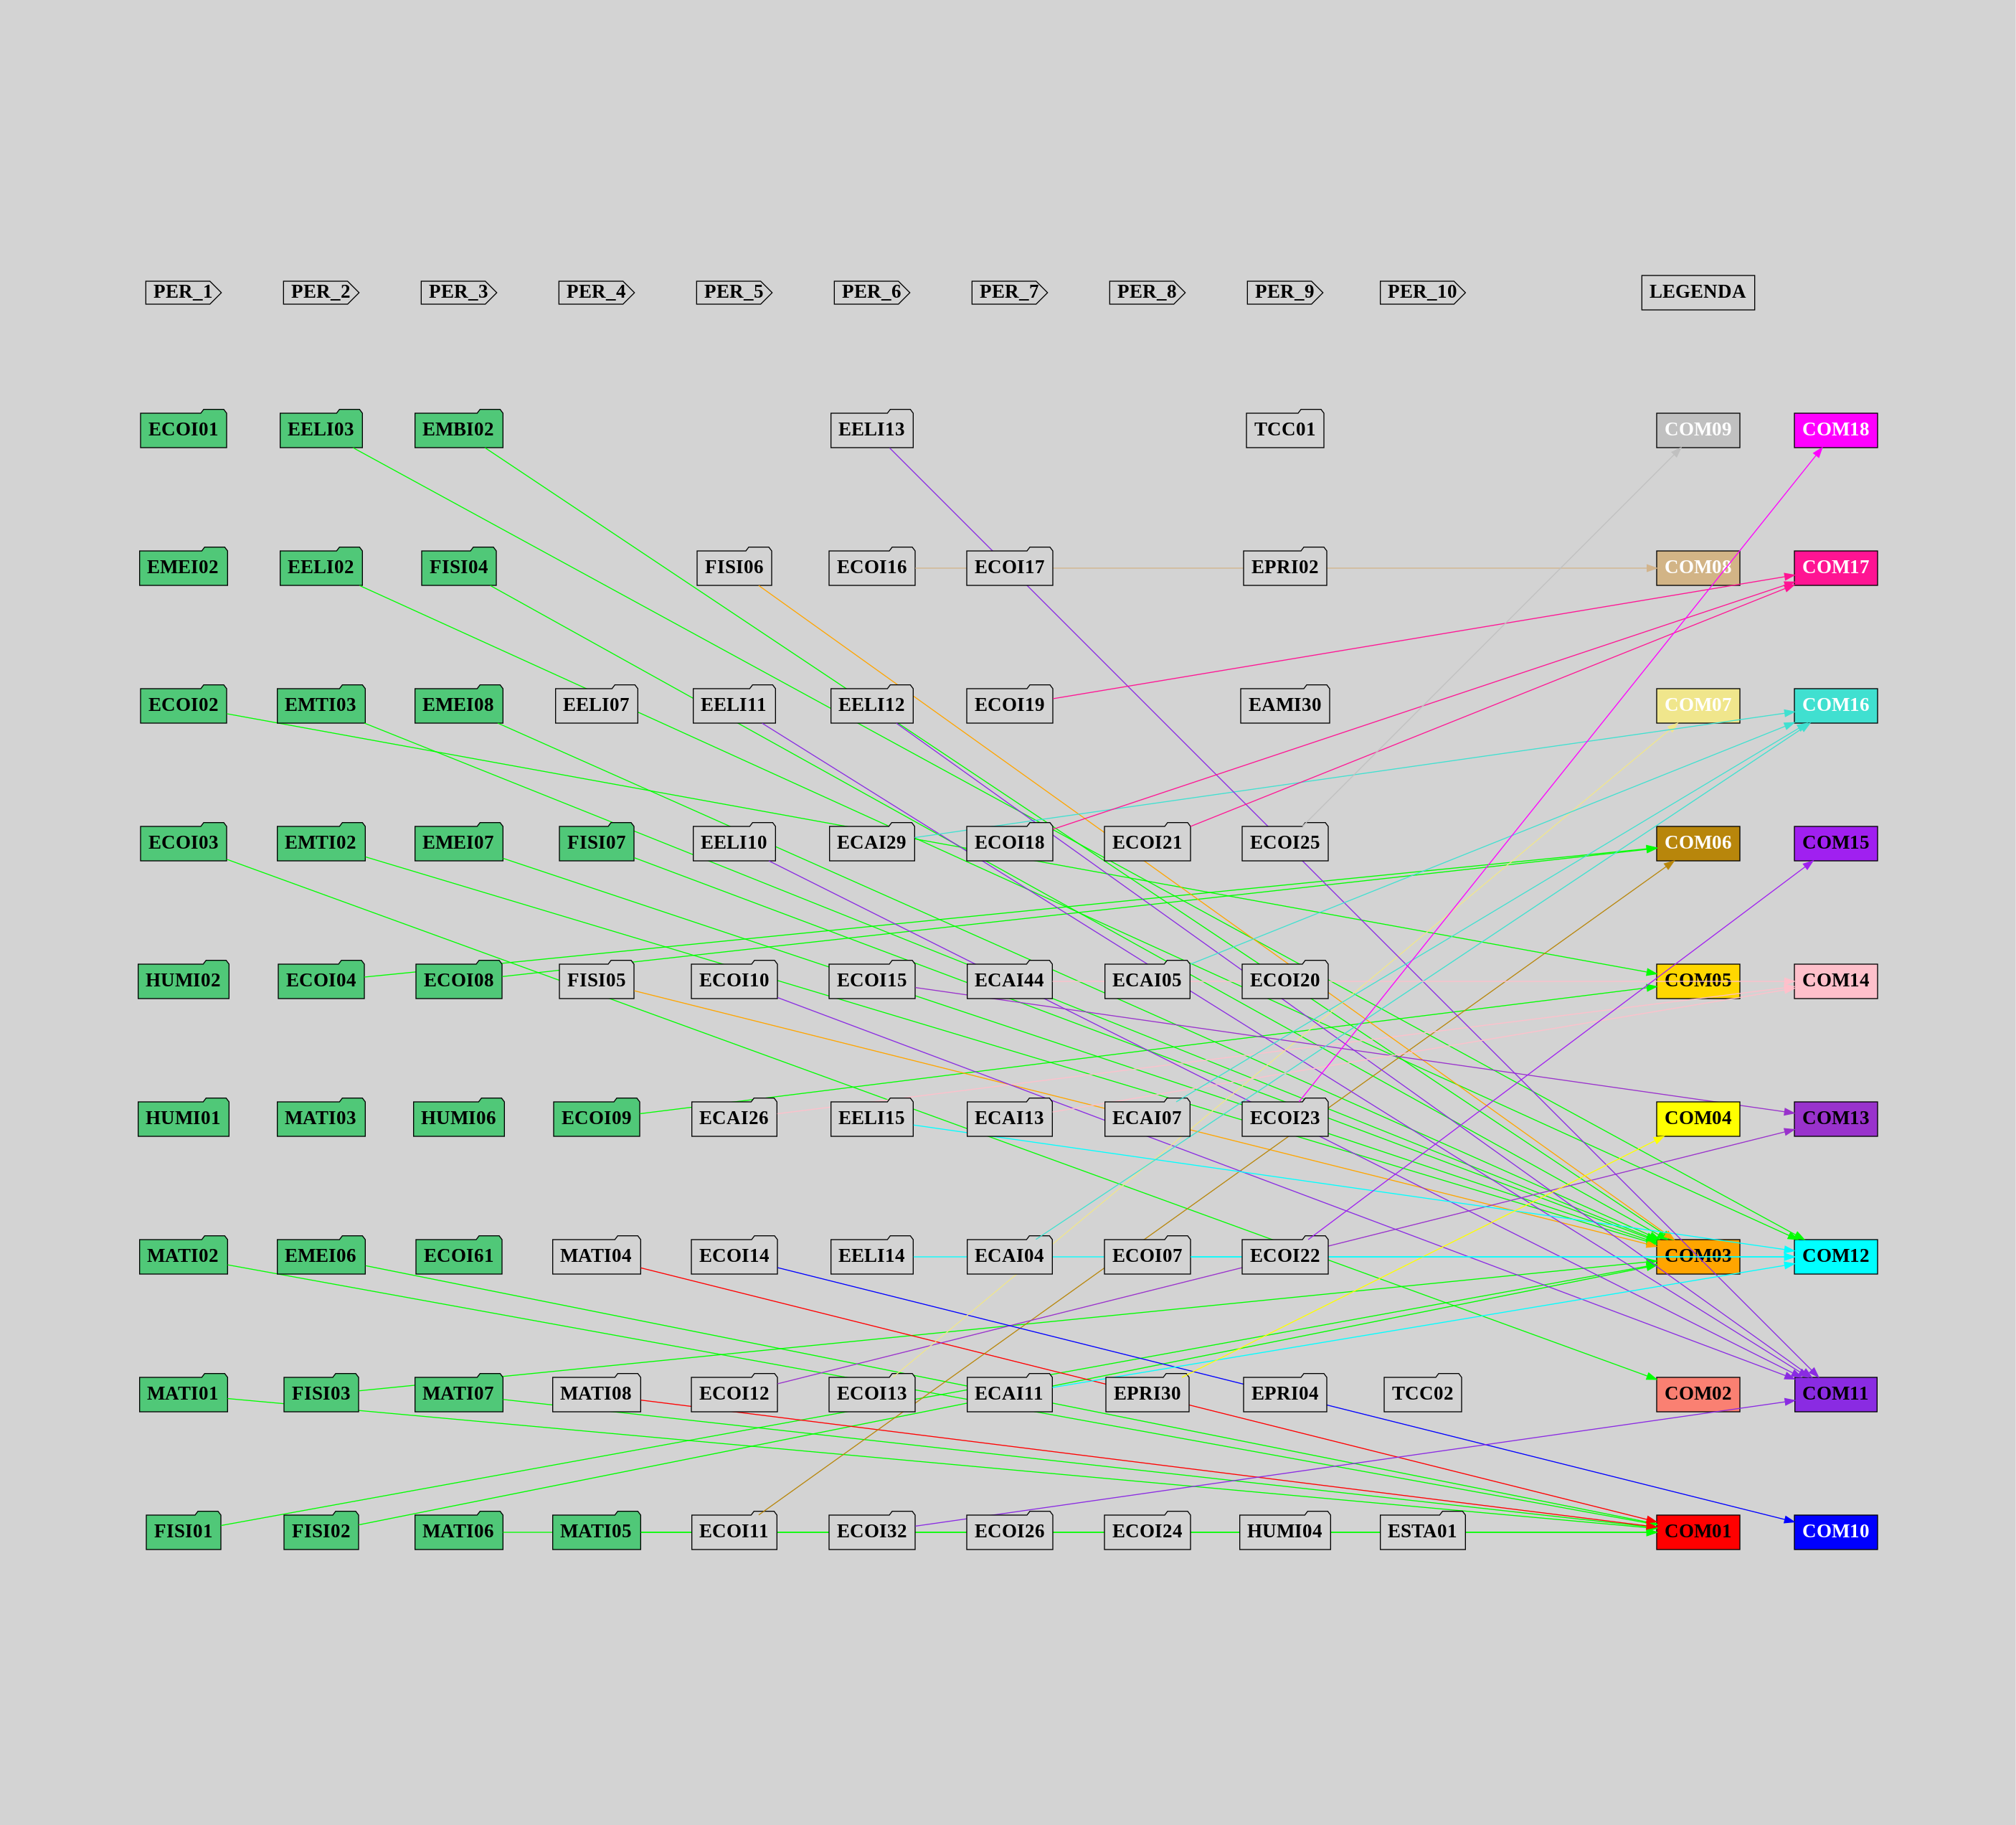 PER_1 PER_2 PER_3 PER_4 PER_5 PER_6 PER_7 PER_8 PER_9 PER_10 LEGENDA
ECOI01 EELI03 EMBI02 EELI13 TCC01 COM09 COM18
EMEI02 EELI02 FISI04 FISI06 ECOI16 ECOI17 EPRI02 COM08 COM17
ECOI02 EMTI03 EMEI08 EELI07 EELI11 EELI12 ECOI19 EAMI30 COM07 COM16
ECOI03 EMTI02 EMEI07 FISI07 EELI10 ECAI29 ECOI18 ECOI21 ECOI25 COM06 COM15
HUMI02 ECOI04 ECOI08 FISI05 ECOI10 ECOI15 ECAI44 ECAI05 ECOI20 COM05 COM14
HUMI01 MATI03 HUMI06 ECOI09 ECAI26 EELI15 ECAI13 ECAI07 ECOI23 COM04 COM13
MATI02 EMEI06 ECOI61 MATI04 ECOI14 EELI14 ECAI04 ECOI07 ECOI22 COM03 COM12
MATI01 FISI03 MATI07 MATI08 ECOI12 ECOI13 ECAI11 EPRI30 EPRI04 TCC02 COM02 COM11
FISI01 FISI02 MATI06 MATI05 ECOI11 ECOI32 ECOI26 ECOI24 HUMI04 ESTA01 COM01 COM10